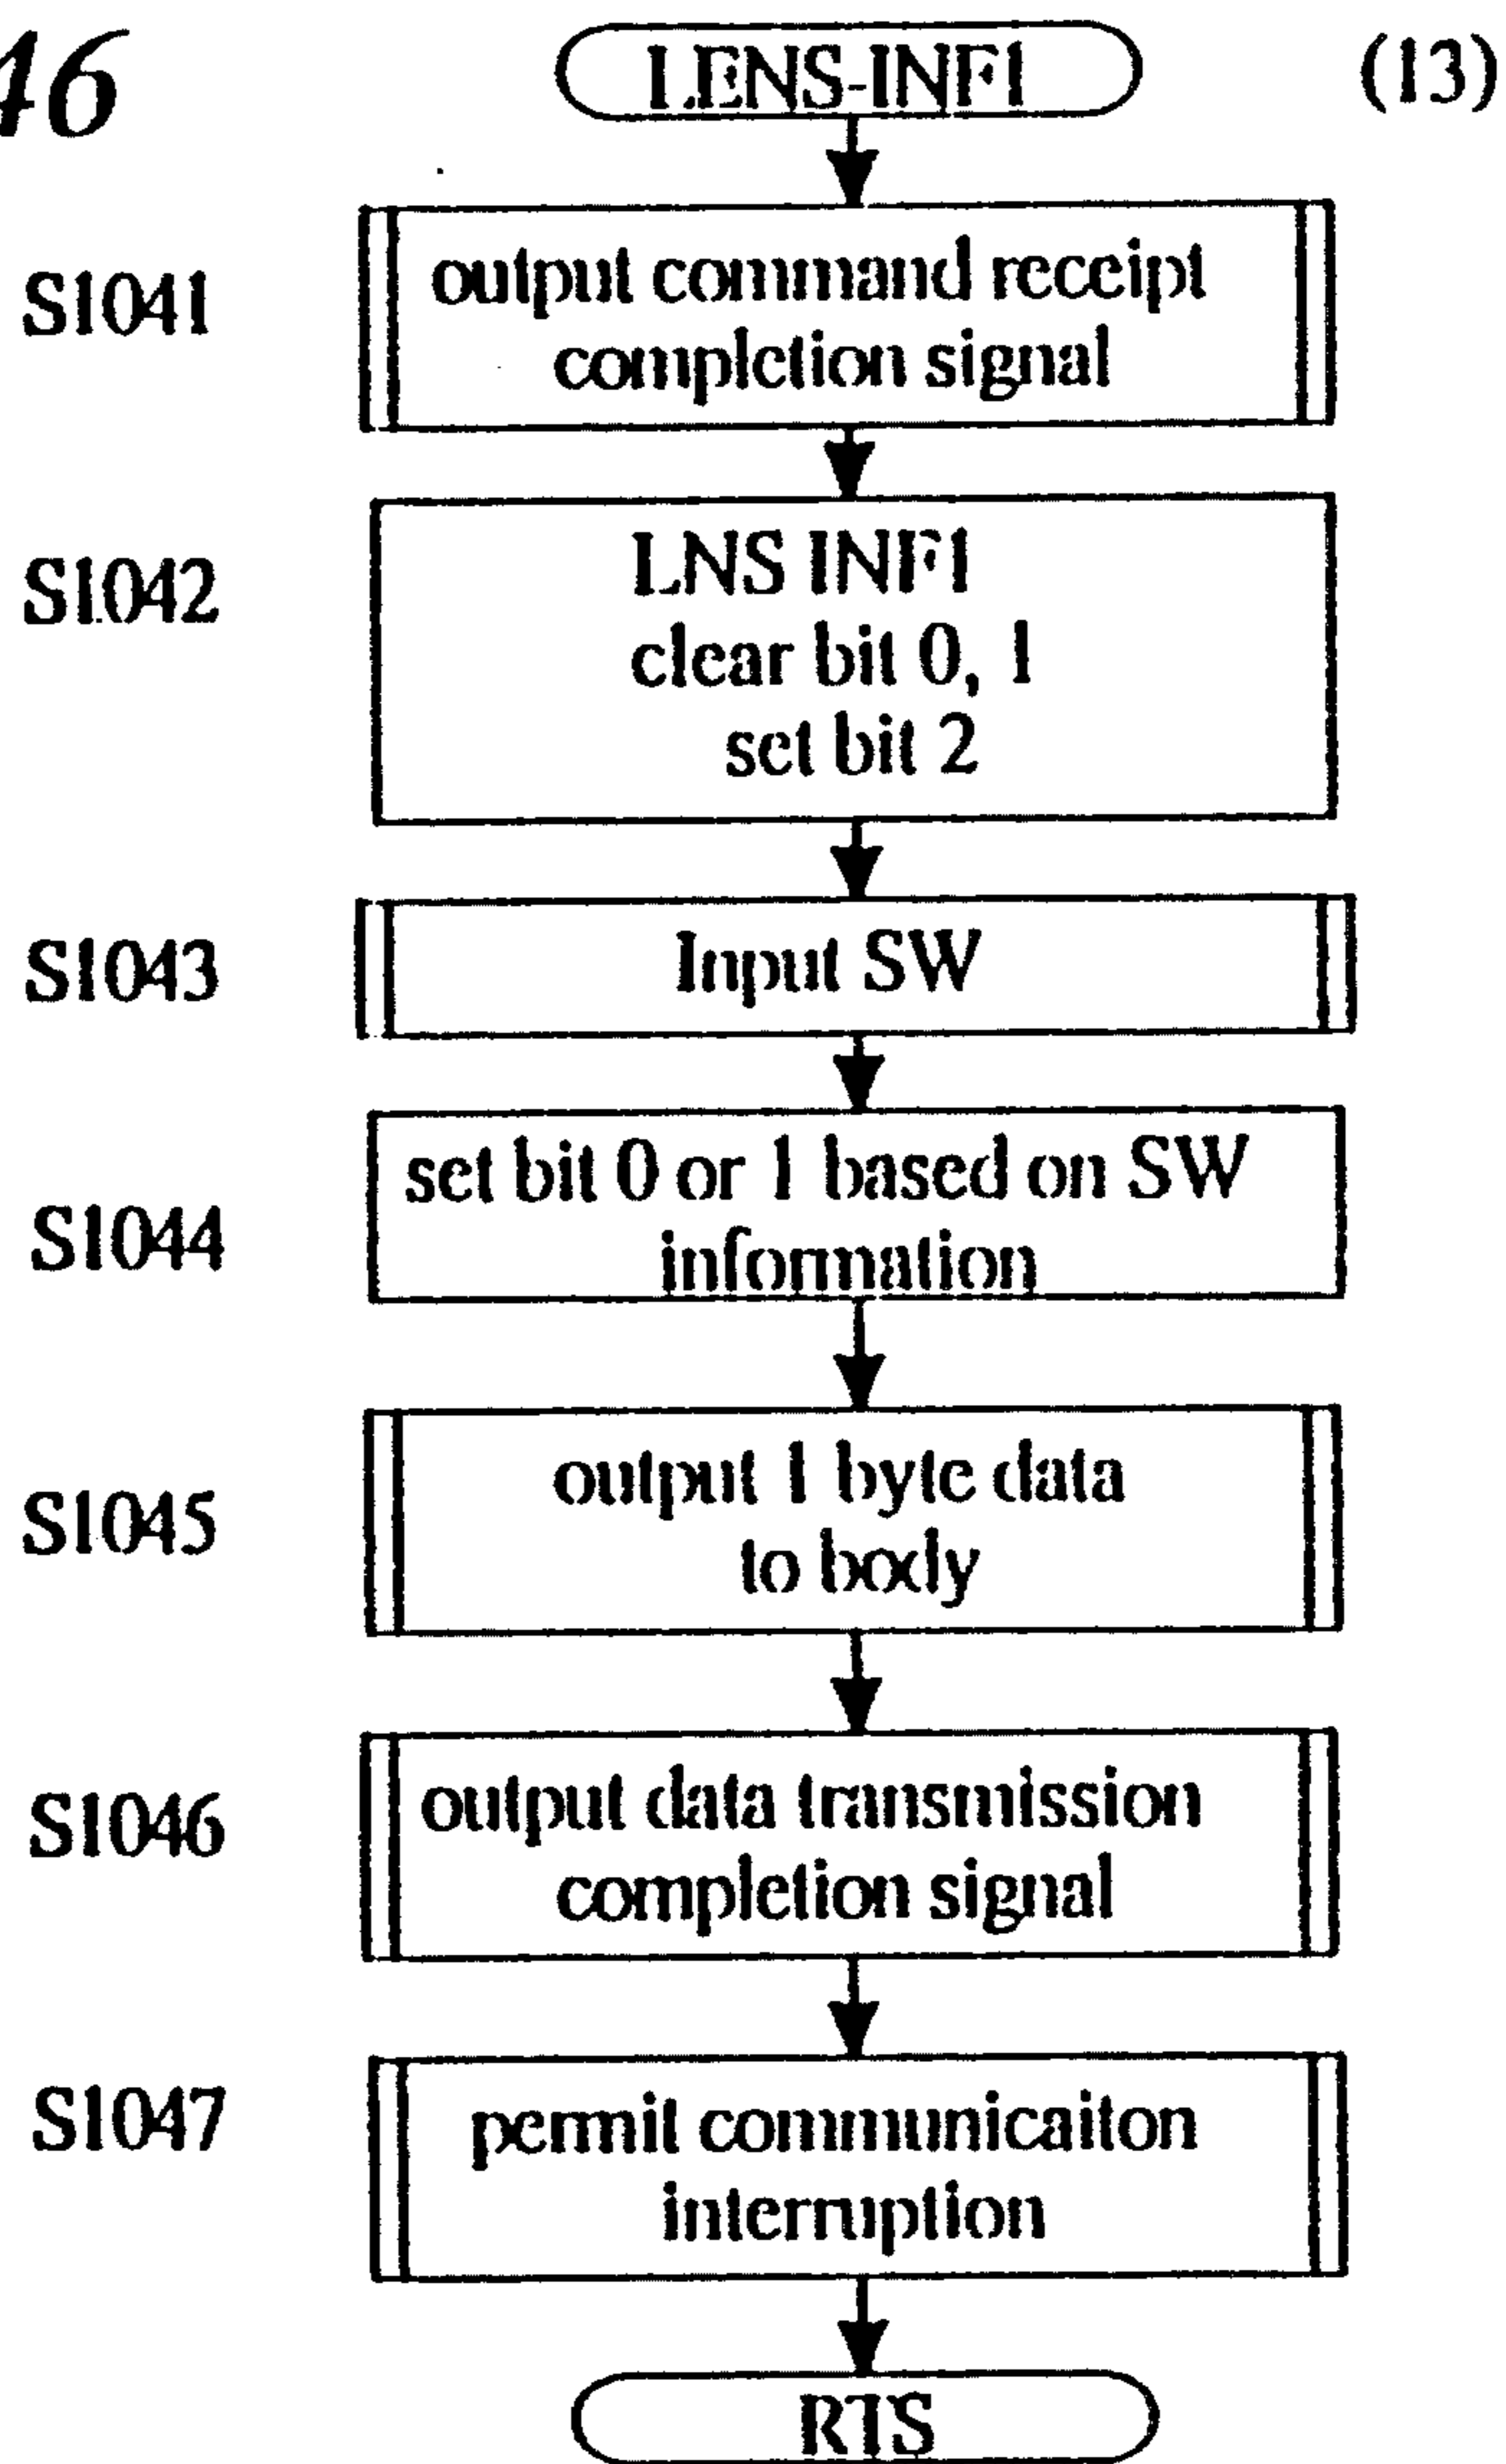 46
LENS-INF1
(13)
S1041
output command receipt
completion signal
S1042
LNS INF1
clear bit 0, 1
set bit 2
S1043
Input SW
S1044
set bit 0 or 1 based on SW
information
S1045
output 1 byte data
to body
S1046
output data transmission
completion signal
S1047
permit communicaiton
interruption
RTS